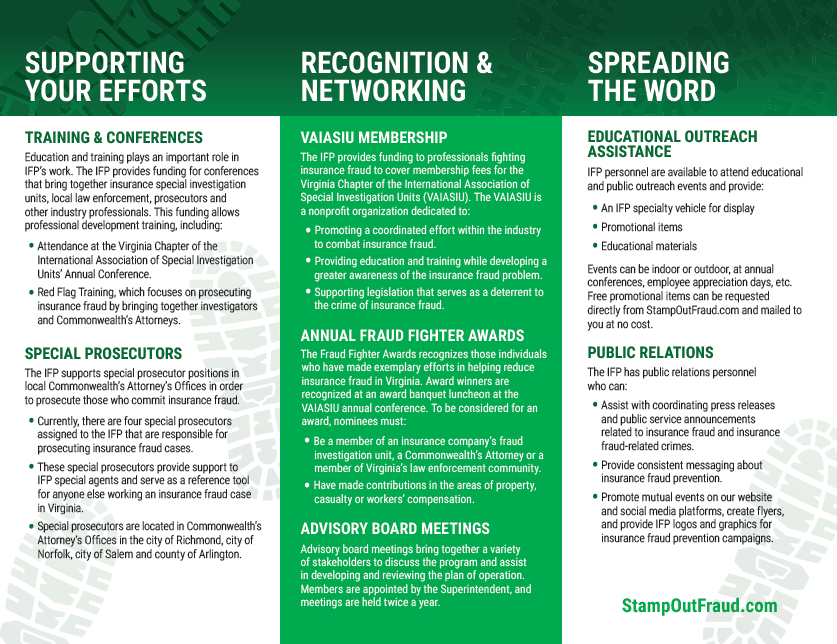 SUPPORTING
YOUR EFFORTS
TRAINING & CONFERENCES
Education and training plays an important role in
IFP's work. The IFP provides funding for conferences
that bring together insurance special investigation
units, local law enforcement, prosecutors and
other industry professionals. This funding allows
professional development training, including:
• Attendance at the Virginia Chapter of the
International Association of Special Investigation
Units' Annual Conference.
• Red Flag Training, which focuses on prosecuting
insurance fraud by bringing together investigators
and Commonwealth's Attorneys.
SPECIAL PROSECUTORS
The IFP supports special prosecutor positions in
local Commonwealth's Attorney's Offices in order
to prosecute those who commit insurance fraud.
• Currently, there are four special prosecutors
assigned to the IFP that are responsible for
prosecuting insurance fraud cases.
• These special prosecutors provide support to
IFP special agents and serve as a reference tool
for anyone else working an insurance fraud case
in Virginia.
• Special prosecutors are located in Commonwealth's
Attorney's Offices in the city of Richmond, city of
Norfolk, city of Salem and county of Arlington.
RECOGNITION &
NETWORKING
VAIASIU MEMBERSHIP
The IFP provides funding to professionals fighting
insurance fraud to cover membership fees for the
Virginia Chapter of the International Association of
Special Investigation Units (VAIASIU). The VAIASIU is
a nonprofit organization dedicated to:
• Promoting a coordinated effort within the industry
to combat insurance fraud.
• Providing education and training while developing a
greater awareness of the insurance fraud problem.
• Supporting legislation that serves as a deterrent to
the crime of insurance fraud.
ANNUAL FRAUD FIGHTER AWARDS
The Fraud Fighter Awards recognizes those individuals
who have made exemplary efforts in helping reduce
insurance fraud in Virginia. Award winners are
recognized at an award banquet luncheon at the
VAIASIU annual conference. To be considered for an
award, nominees must:
• Be a member of an insurance company's fraud
investigation unit, a Commonwealth's Attorney or a
member of Virginia's law enforcement community.
• Have made contributions in the areas of property,
casualty or workers' compensation.
ADVISORY BOARD MEETINGS
Advisory board meetings bring together a variety
of stakeholders to discuss the program and assist
in developing and reviewing the plan of operation.
Members are appointed by the Superintendent, and
meetings are held twice a year.
SPREADING
THE WORD
EDUCATIONAL OUTREACH
ASSISTANCE
IFP personnel are available to attend educational
and public outreach events and provide:
• An IFP specialty vehicle for display
• Promotional items
• Educational materials
Events can be indoor or outdoor, at annual
conferences, employee appreciation days, etc.
Free promotional items can be requested
directly from StampOutFraud.com and mailed to
you at no cost.
PUBLIC RELATIONS
The IFP has public relations personnel
who can:
• Assist with coordinating press releases
and public service announcements
related to insurance fraud and insurance
fraud-related crimes.
• Provide consistent messaging about
insurance fraud prevention.
• Promote mutual events on our website
and social media platforms, create flyers,
and provide IFP logos and graphics for
insurance fraud prevention campaigns.
StampOutFraud.com